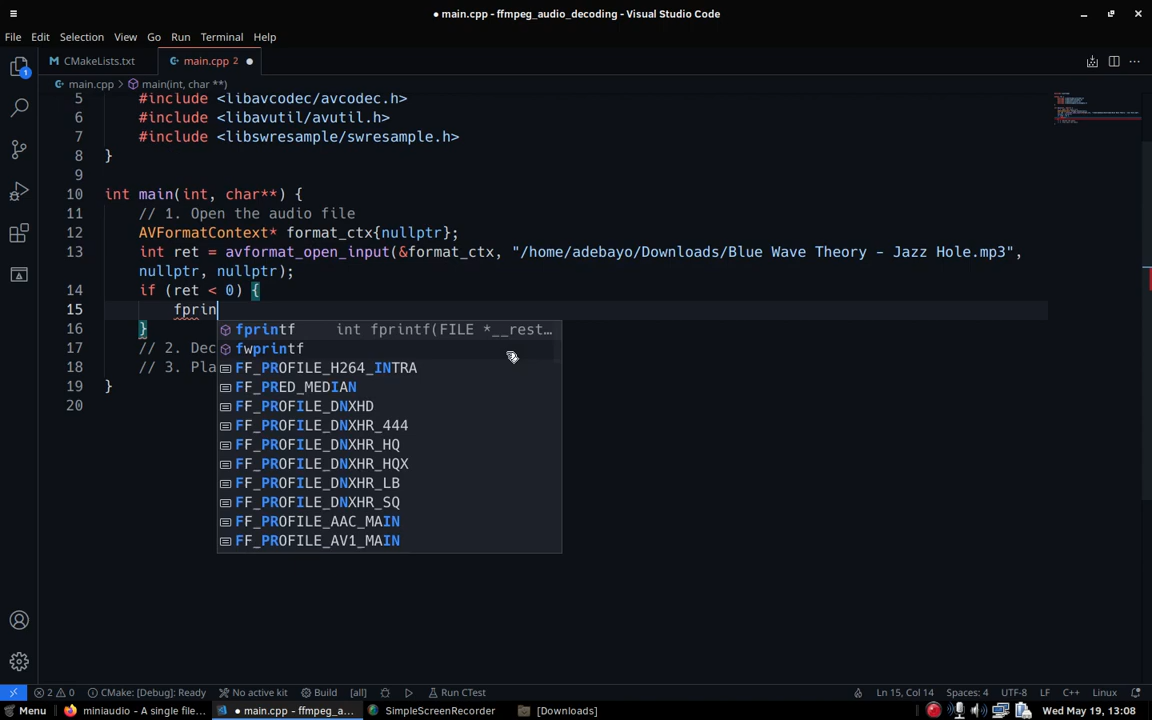 ● main.cpp - ffmpeg_audio_decoding - Visual Studio Code
File Edit Selection View Go Run Terminal Help
CMakeLists.txt main.cpp 2 ●
main.cpp > main(int, char **)
5 #include <libavcodec/avcodec.h>
6 #include <libavutil/avutil.h>
7 #include <libswresample/swresample.h>
8 }
9
10 int main(int, char**) {
11 // 1. Open the audio file
12 AVFormatContext* format_ctx{nullptr};
13 int ret = avformat_open_input(&format_ctx, "/home/adebayo/Downloads/Blue Wave Theory - Jazz Hole.mp3",
nullptr, nullptr);
14 if (ret < 0) {
15 fprin
16 }
fprintf int fprintf(FILE *__rest…
17 // 2. Dec
fwprintf
18 // 3. Pla
FF_PROFILE_H264_INTRA
19 }
FF_PRED_MEDIAN
20
FF_PROFILE_DNXHD
FF_PROFILE_DNXHR_444
FF_PROFILE_DNXHR_HQ
FF_PROFILE_DNXHR_HQX
FF_PROFILE_DNXHR_LB
FF_PROFILE_DNXHR_SQ
FF_PROFILE_AAC_MAIN
FF_PROFILE_AV1_MAIN
2 0 CMake: [Debug]: Ready No active kit Build [all] Run CTest Ln 15, Col 14 Spaces: 4 UTF-8 LF C++ Linux
Menu miniaudio - A single file... ● main.cpp - ffmpeg_a... SimpleScreenRecorder [Downloads] Wed May 19, 13:08